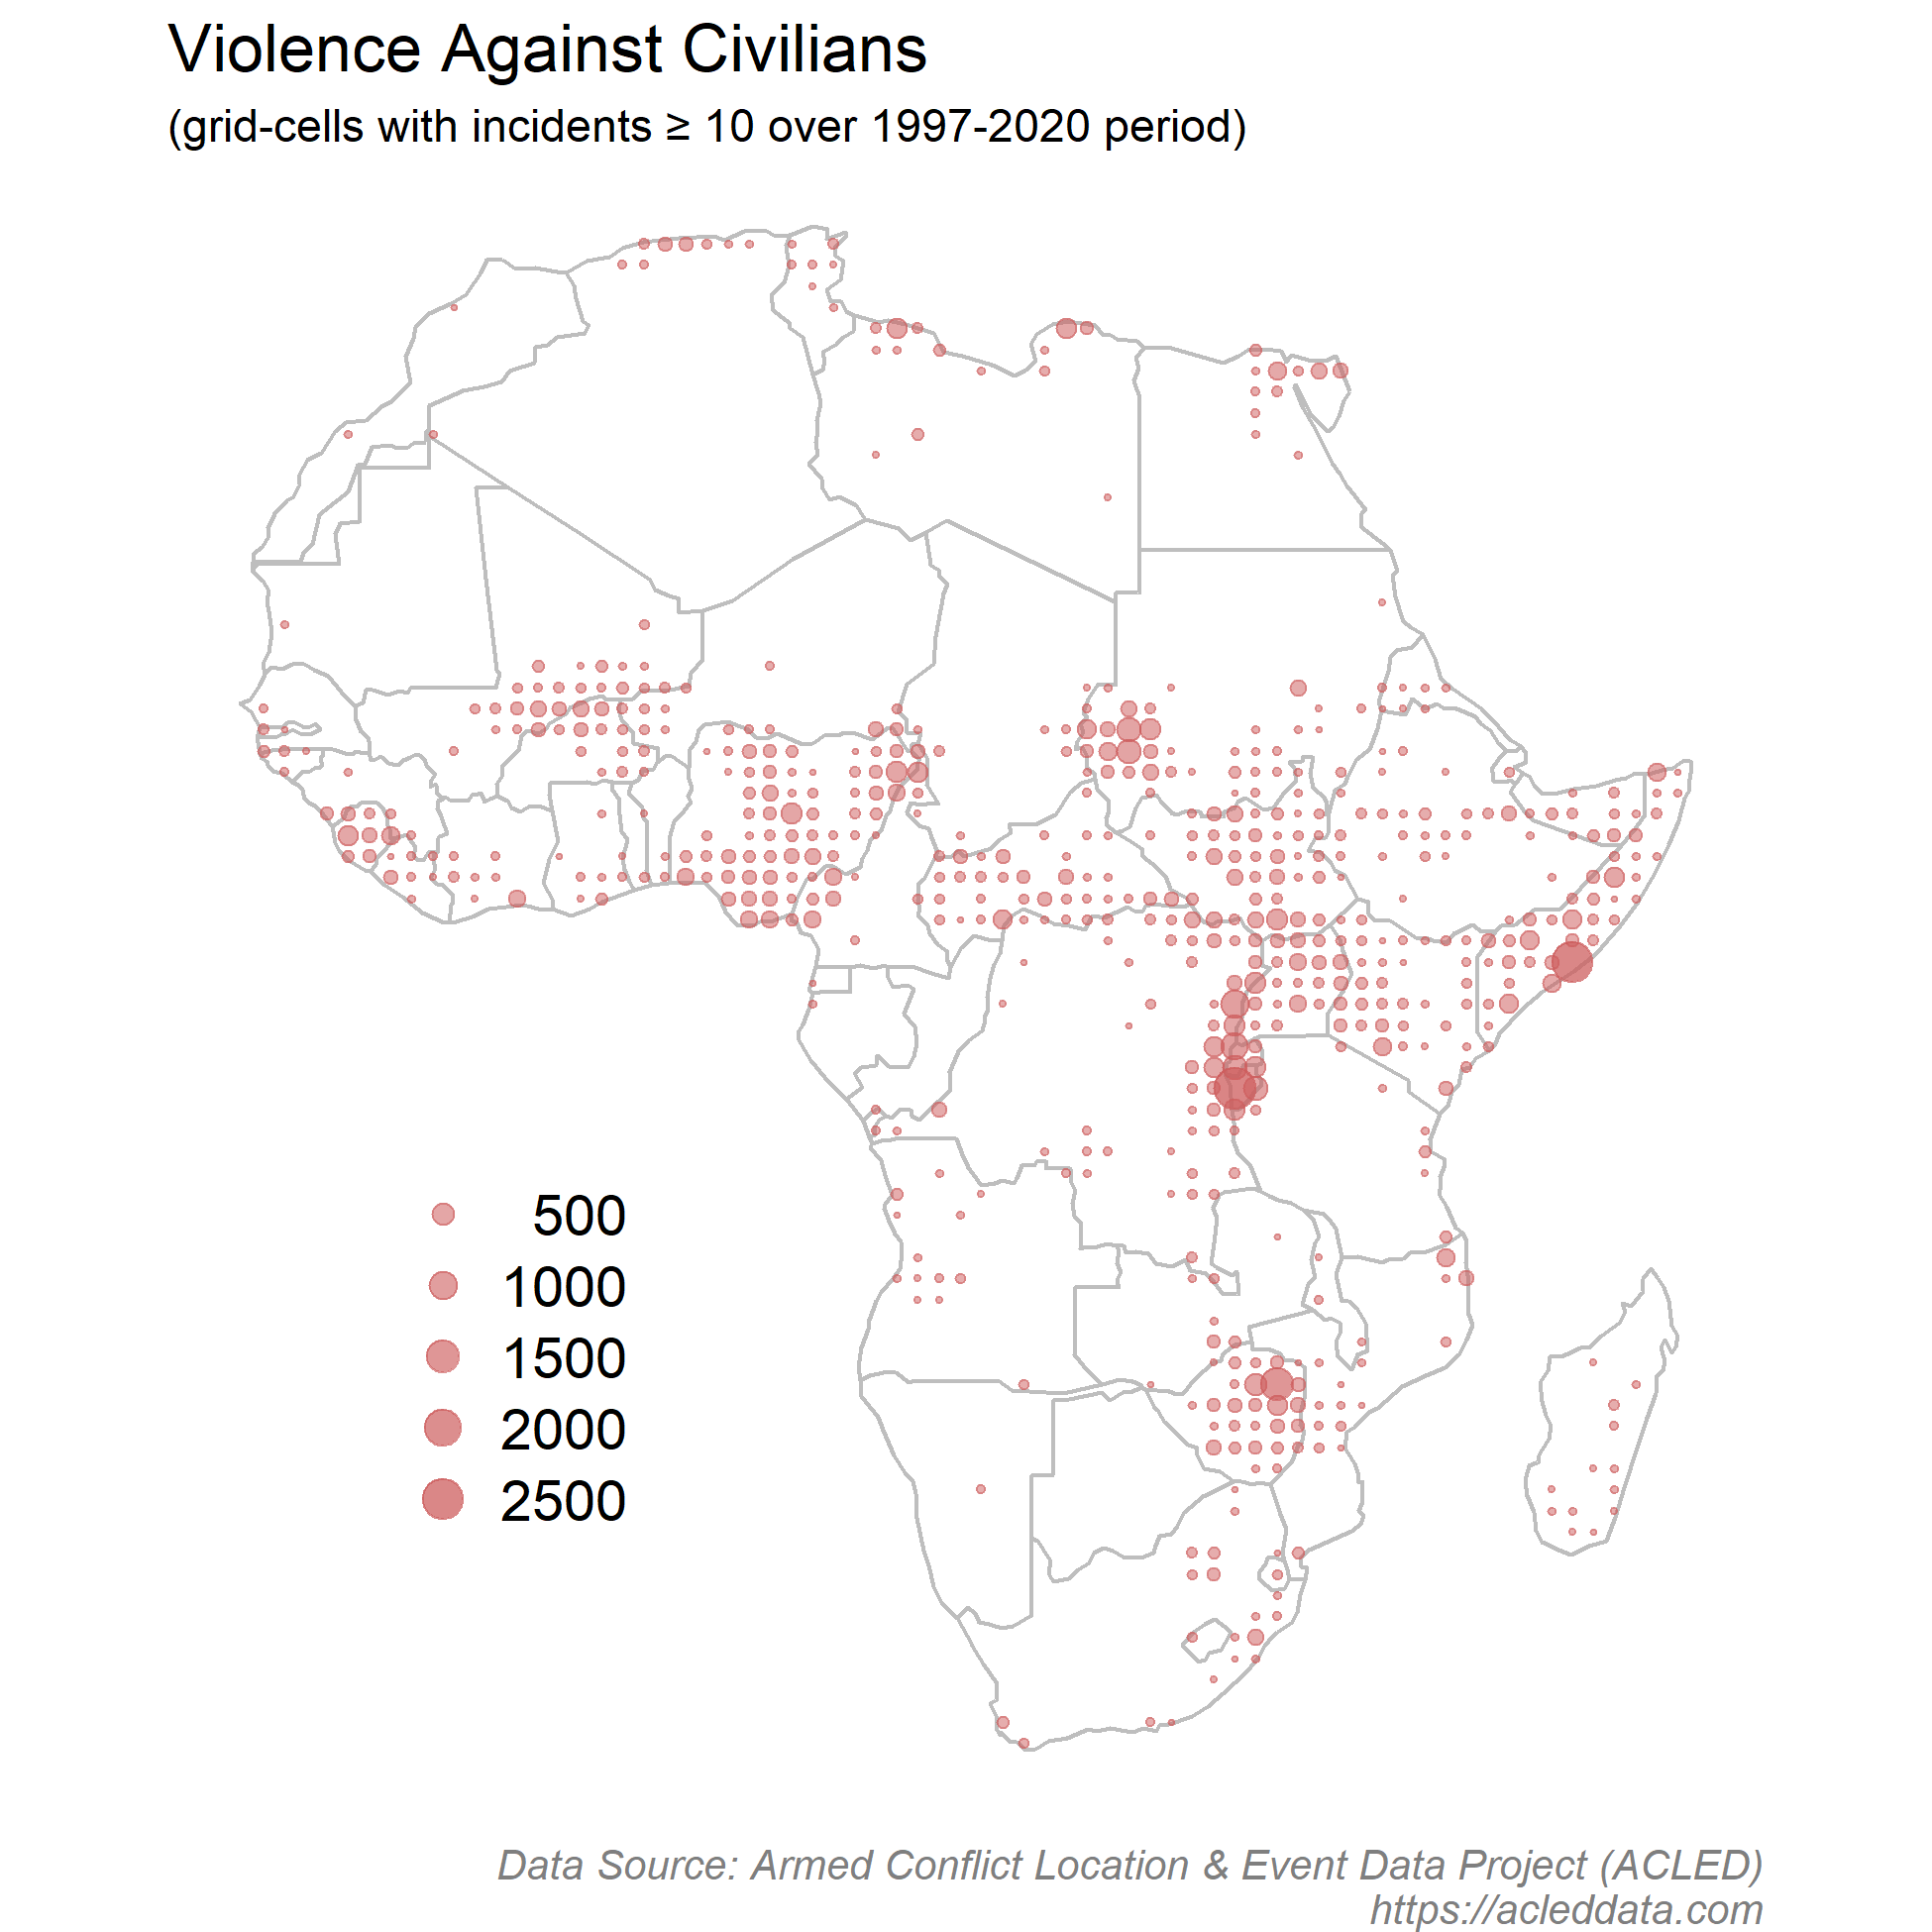 Violence Against Civilians
(grid-cells with incidents ≥ 10 over 1997-2020 period)
500
1000
1500
2000
2500
Data Source: Armed Conflict Location & Event Data Project (ACLED)
https://acleddata.com